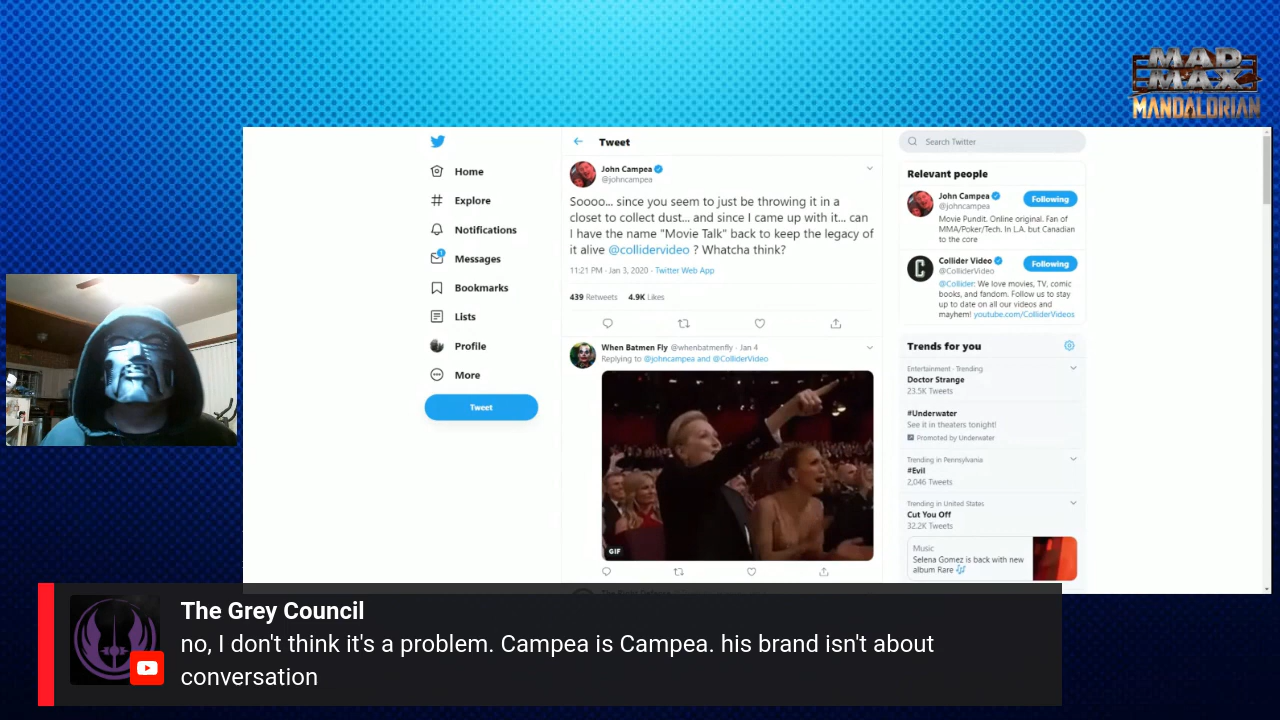 MAD
MAX
MANDALORIAN
Home
Explore
Notifications
1
Messages
Bookmarks
Lists
Profile
More
Tweet
Tweet
John Campea
@johncampea
Soooo... since you seem to just be throwing it in a
closet to collect dust... and since I came up with it... can
I have the name "Movie Talk" back to keep the legacy of
it alive @collidervideo ? Whatcha think?
11:21 PM · Jan 3, 2020 · Twitter Web App
439 Retweets 4.9K Likes
When Batmen Fly @whenbatmenfly · Jan 4
Replying to @johncampea and @ColliderVideo
GIF
Search Twitter
Relevant people
John Campea
@johncampea
Following
Movie Pundit. Online original. Fan of
MMA/Poker/Tech. In L.A. but Canadian
to the core
Collider Video
@ColliderVideo
Following
@Collider: We love movies, TV, comic
books, and fandom. Follow us to stay
up to date on all our videos and
mayhem! youtube.com/ColliderVideos
Trends for you
Entertainment · Trending
Doctor Strange
23.5K Tweets
#Underwater
See it in theaters tonight!
Promoted by Underwater
Trending in Pennsylvania
#Evil
2,046 Tweets
Trending in United States
Cut You Off
32.2K Tweets
Music
Selena Gomez is back with new
album Rare
The Grey Council
no, I don't think it's a problem. Campea is Campea. his brand isn't about
conversation